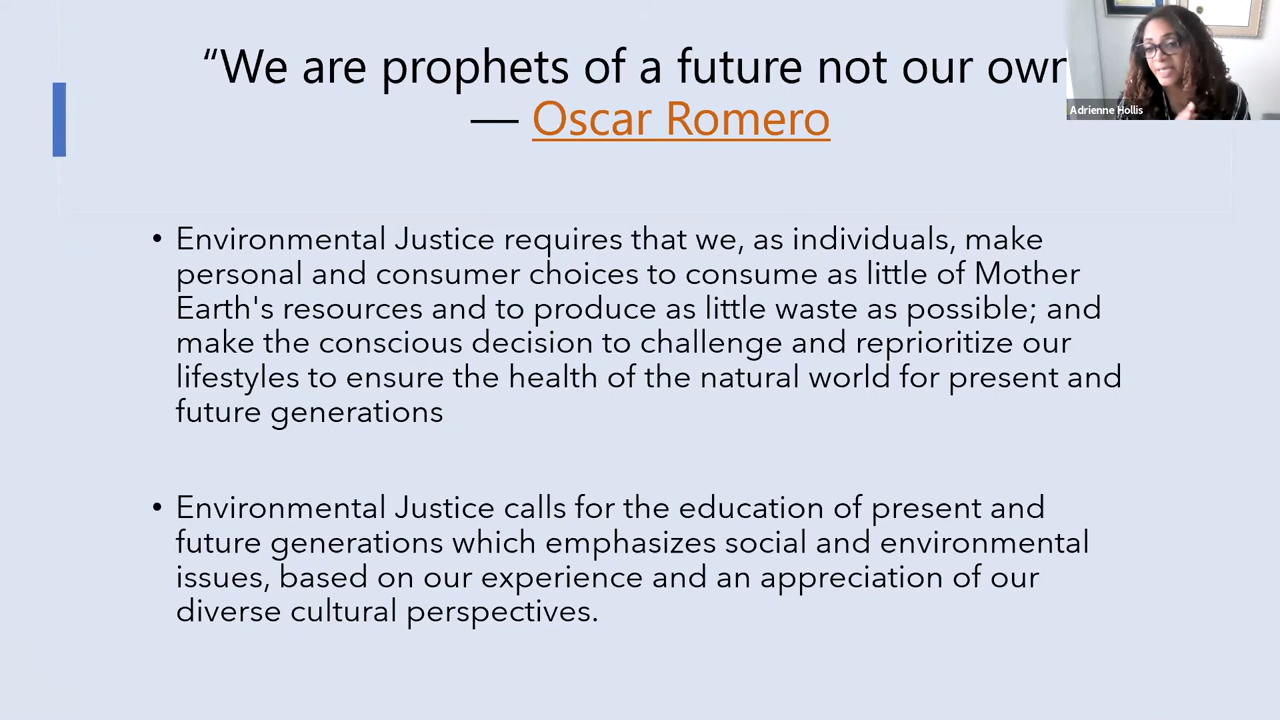 “We are prophets of a future not our own
— Oscar Romero
Adrienne Hollis
• Environmental Justice requires that we, as individuals, make
personal and consumer choices to consume as little of Mother
Earth's resources and to produce as little waste as possible; and
make the conscious decision to challenge and reprioritize our
lifestyles to ensure the health of the natural world for present and
future generations
• Environmental Justice calls for the education of present and
future generations which emphasizes social and environmental
issues, based on our experience and an appreciation of our
diverse cultural perspectives.